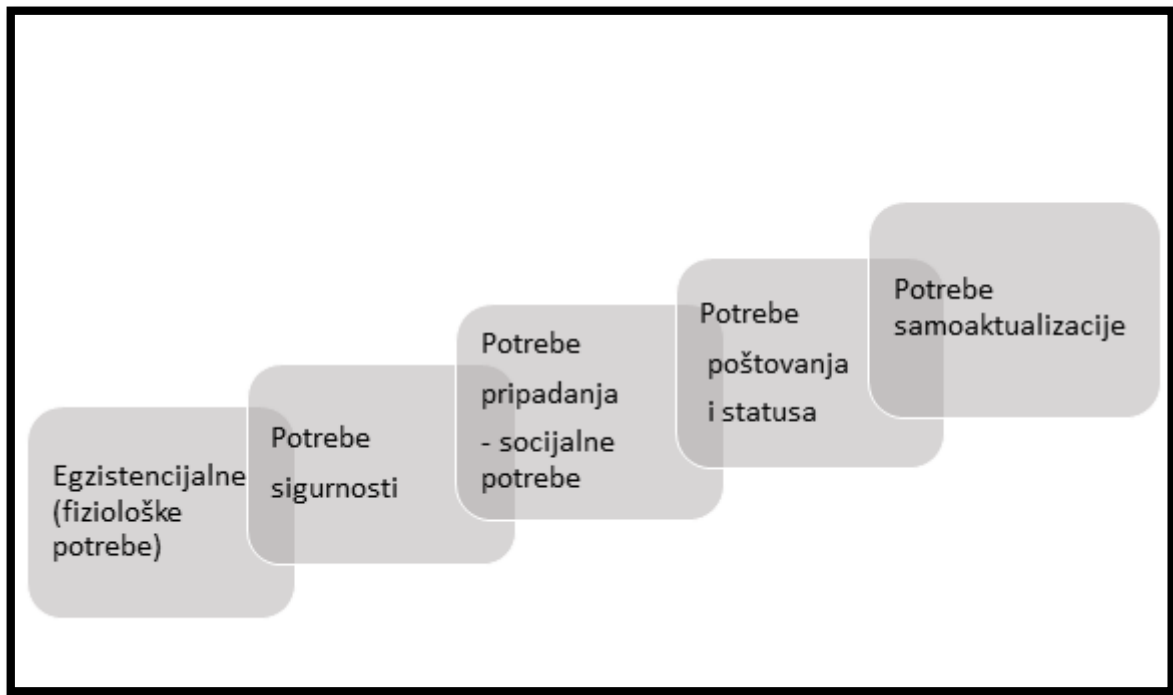 Egzistencijalne
(fiziološke
potrebe)
Potrebe
sigurnosti
Potrebe
pripadanja
- socijalne
potrebe
Potrebe
poštovanja
i statusa
Potrebe
samoaktualizacije